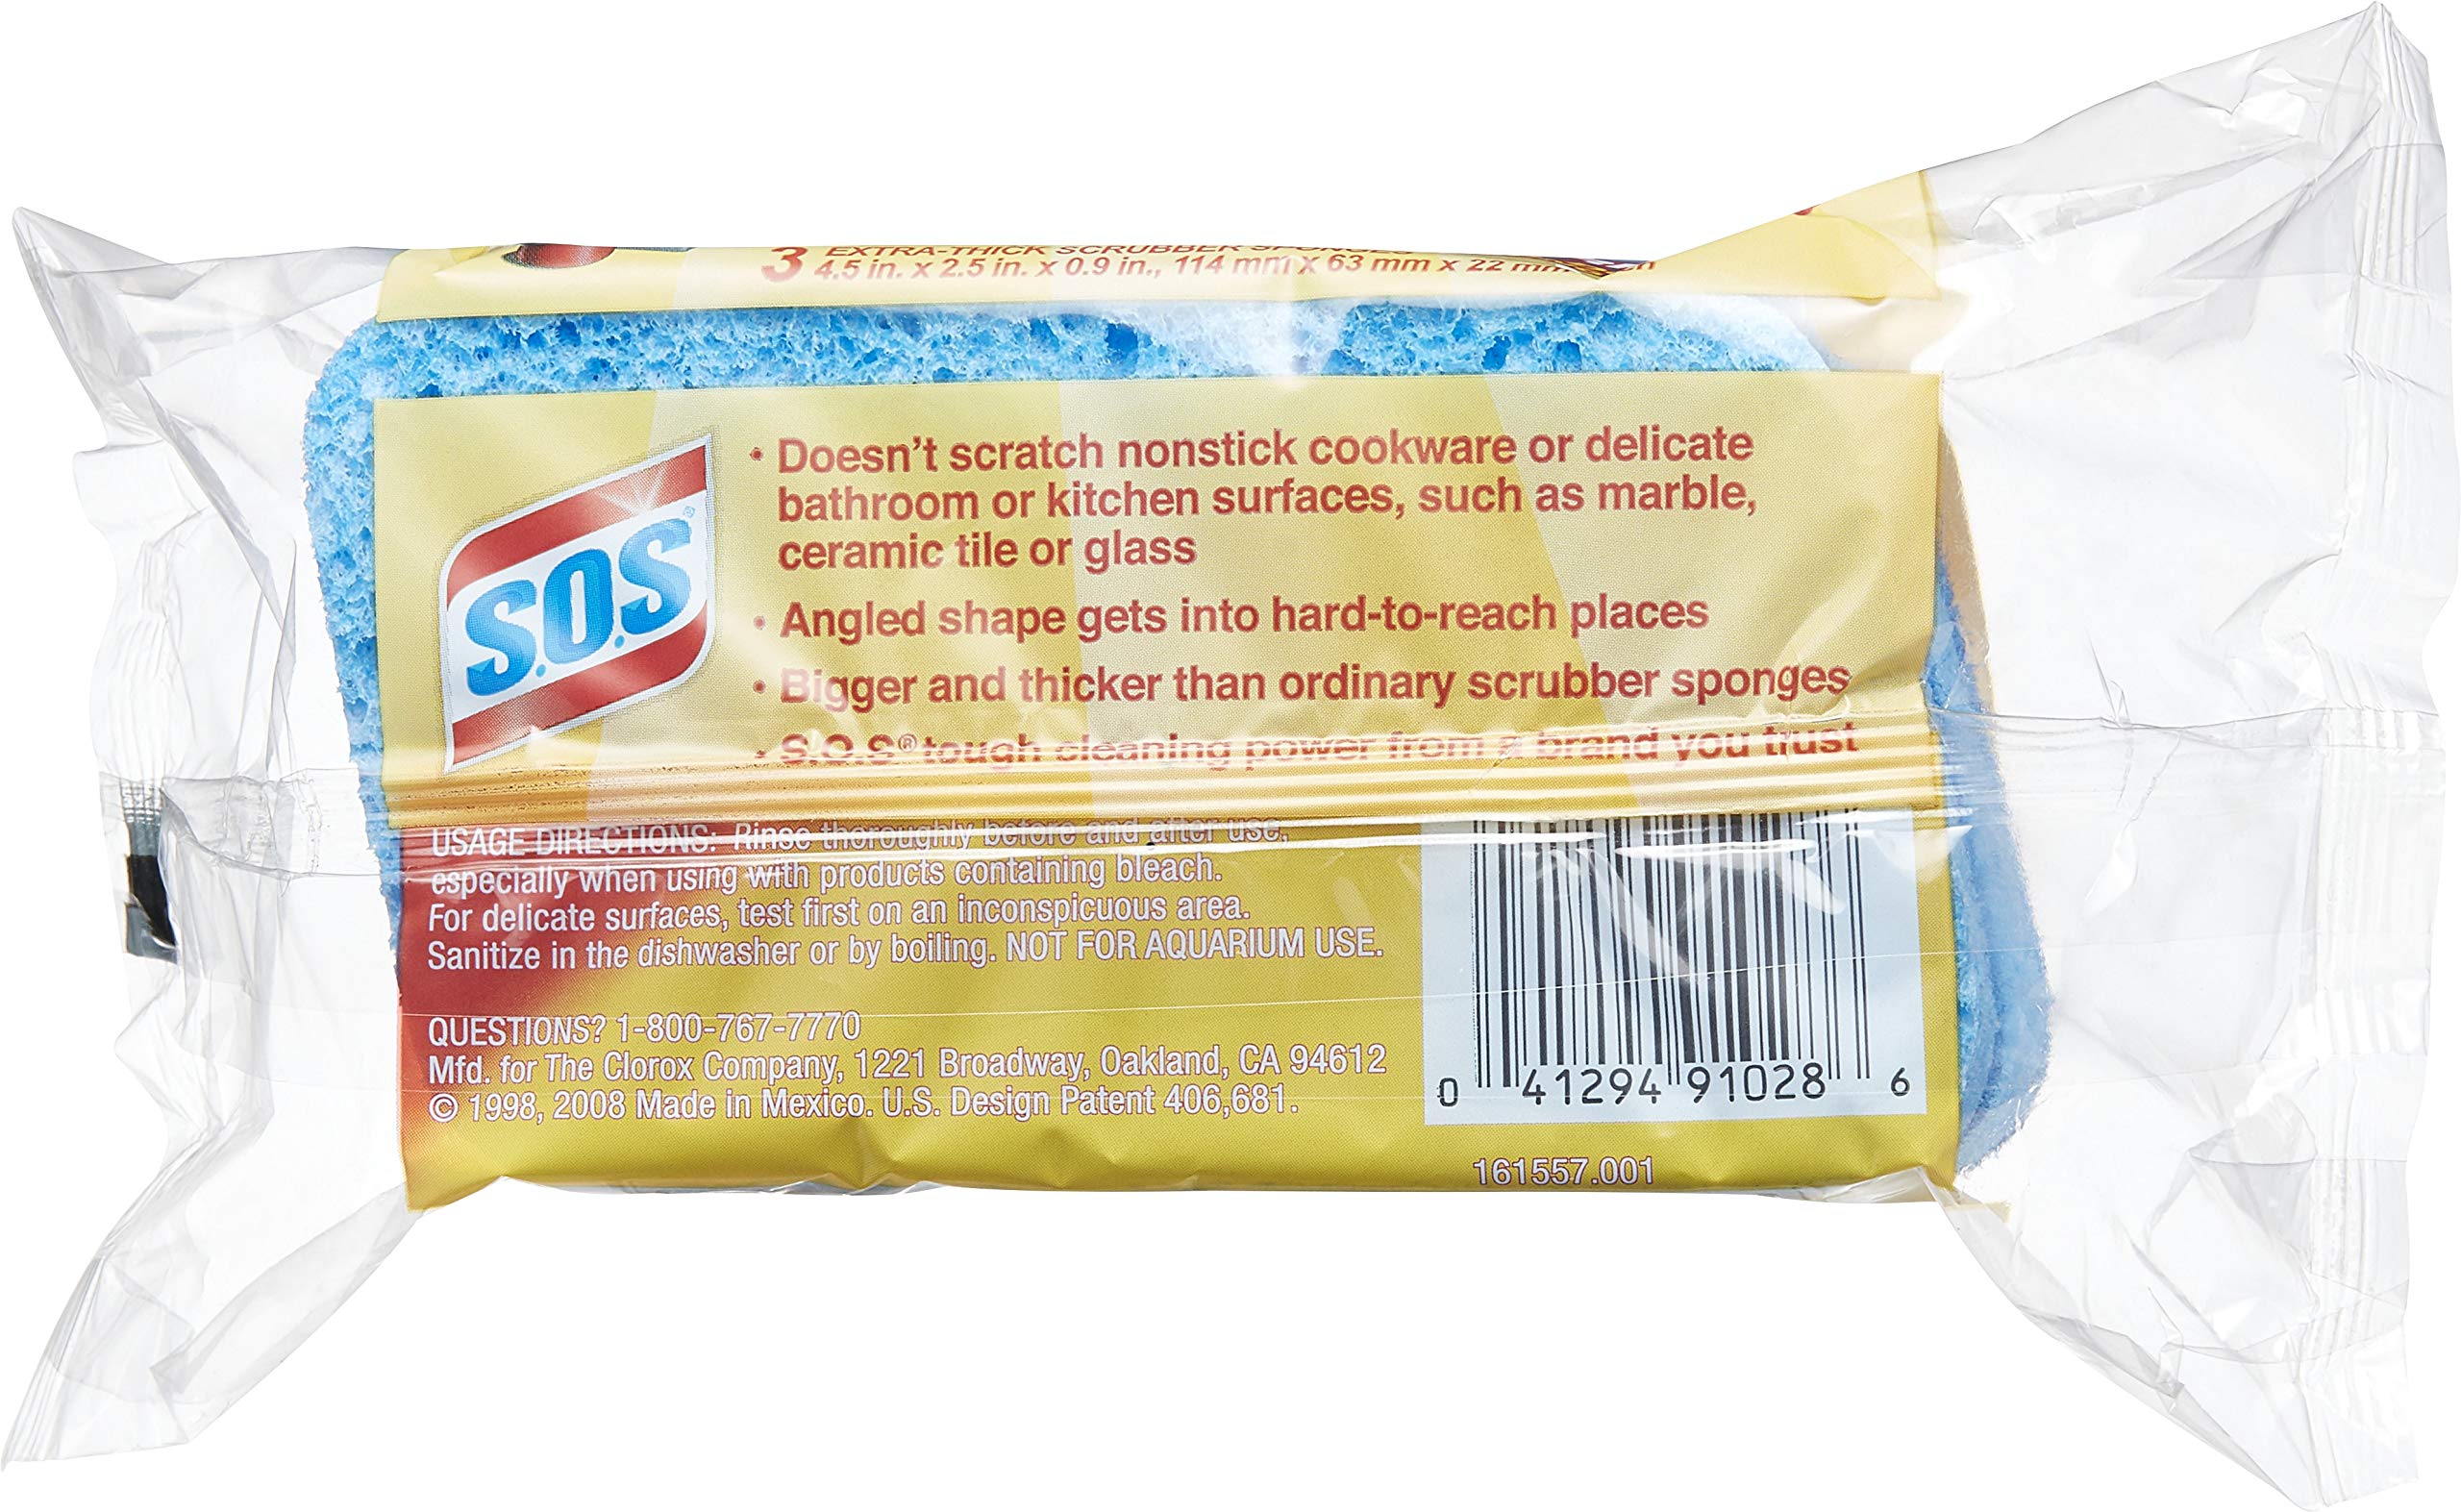 3 EXTRA-THICK SCRUBBER SPONGES
4.5 in. x 2.5 in. x 0.9 in., 114 mm x 63 mm x 22 mm
S.O.S®
• Doesn't scratch nonstick cookware or delicate
bathroom or kitchen surfaces, such as marble,
ceramic tile or glass
• Angled shape gets into hard-to-reach places
• Bigger and thicker than ordinary scrubber sponges
• S.O.S® tough cleaning power from a brand you trust
USAGE DIRECTIONS: Rinse thoroughly before and after use,
especially when using with products containing bleach.
For delicate surfaces, test first on an inconspicuous area.
Sanitize in the dishwasher or by boiling. NOT FOR AQUARIUM USE.
QUESTIONS? 1-800-767-7770
Mfd. for The Clorox Company, 1221 Broadway, Oakland, CA 94612
© 1998, 2008 Made in Mexico. U.S. Design Patent 406,681.
0 41294 91028 6
161557.001